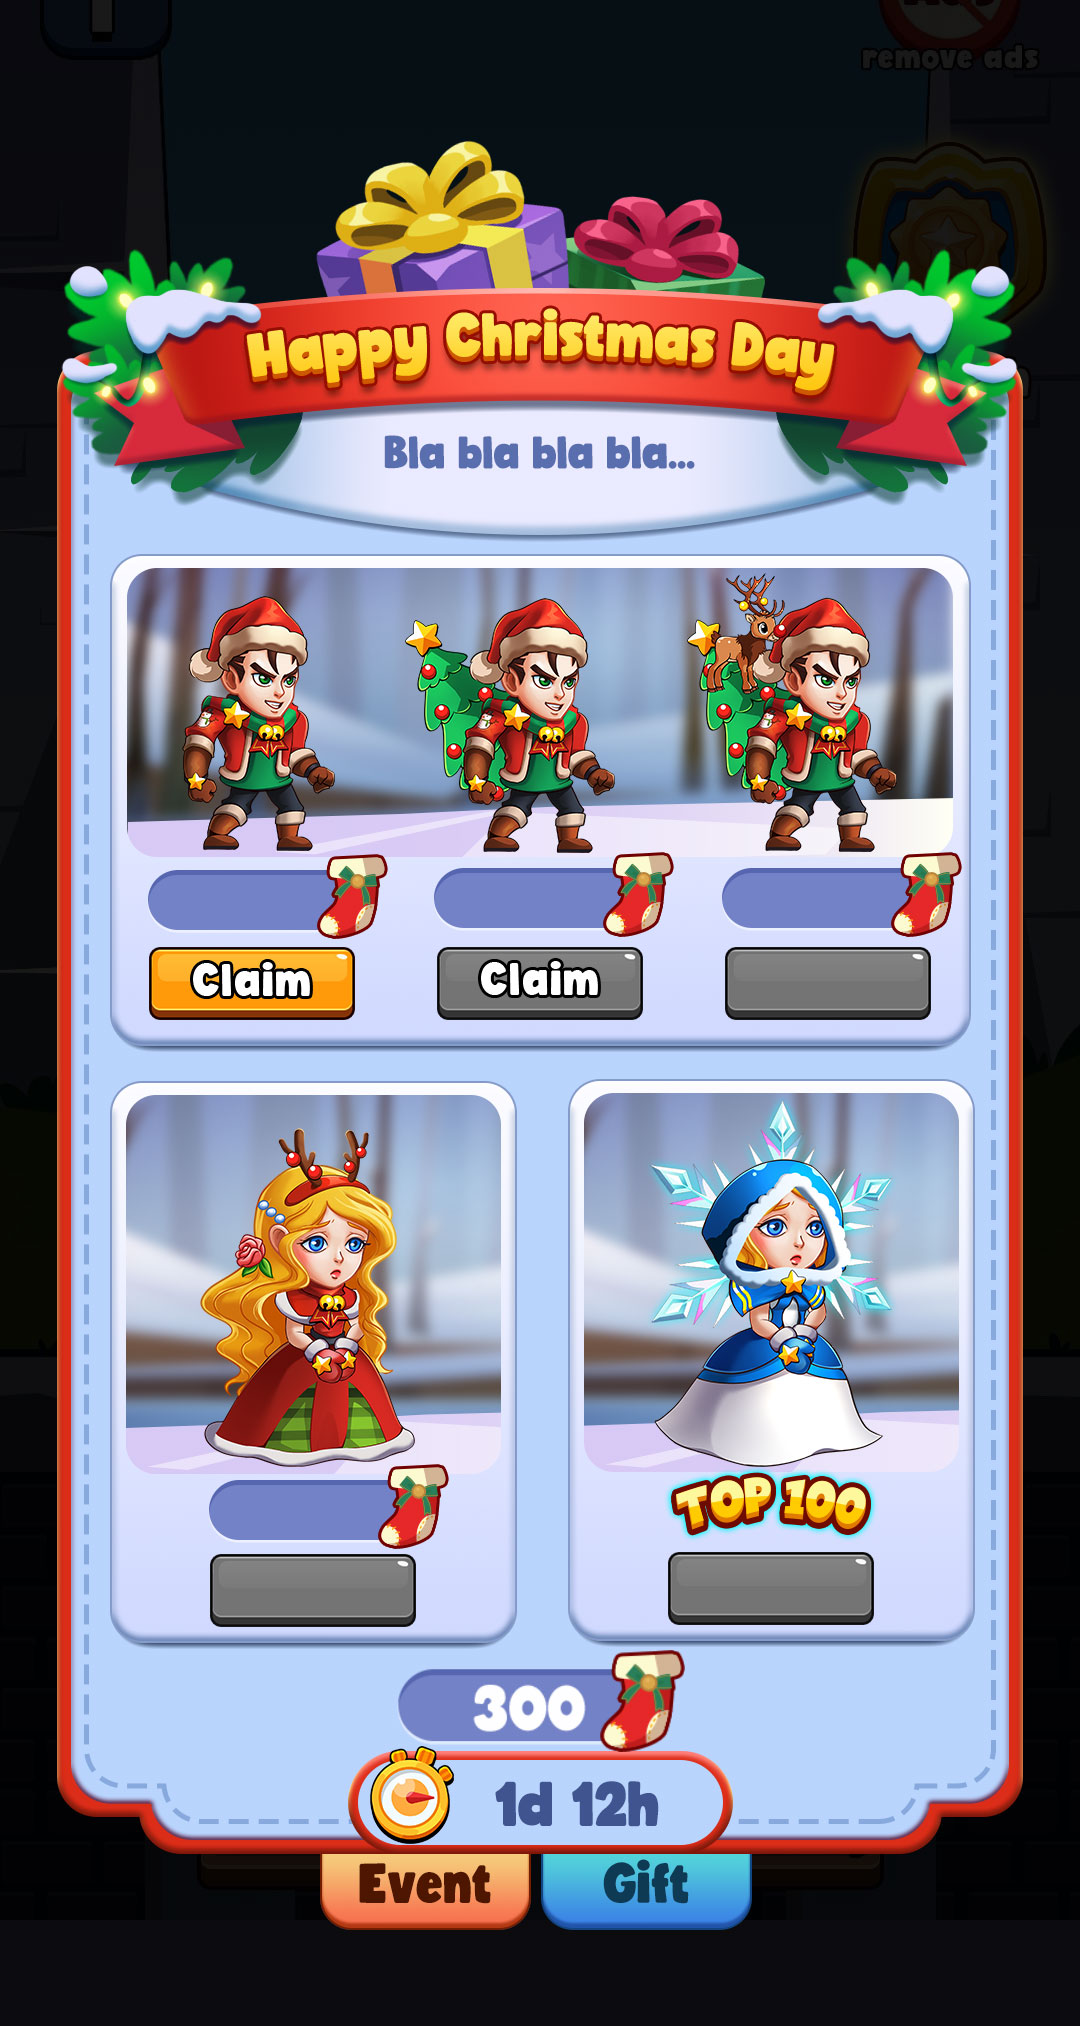 remove ads
Happy Christmas Day
Bla bla bla bla...
Claim
Claim
TOP 100
300
1d 12h
Event
Gift